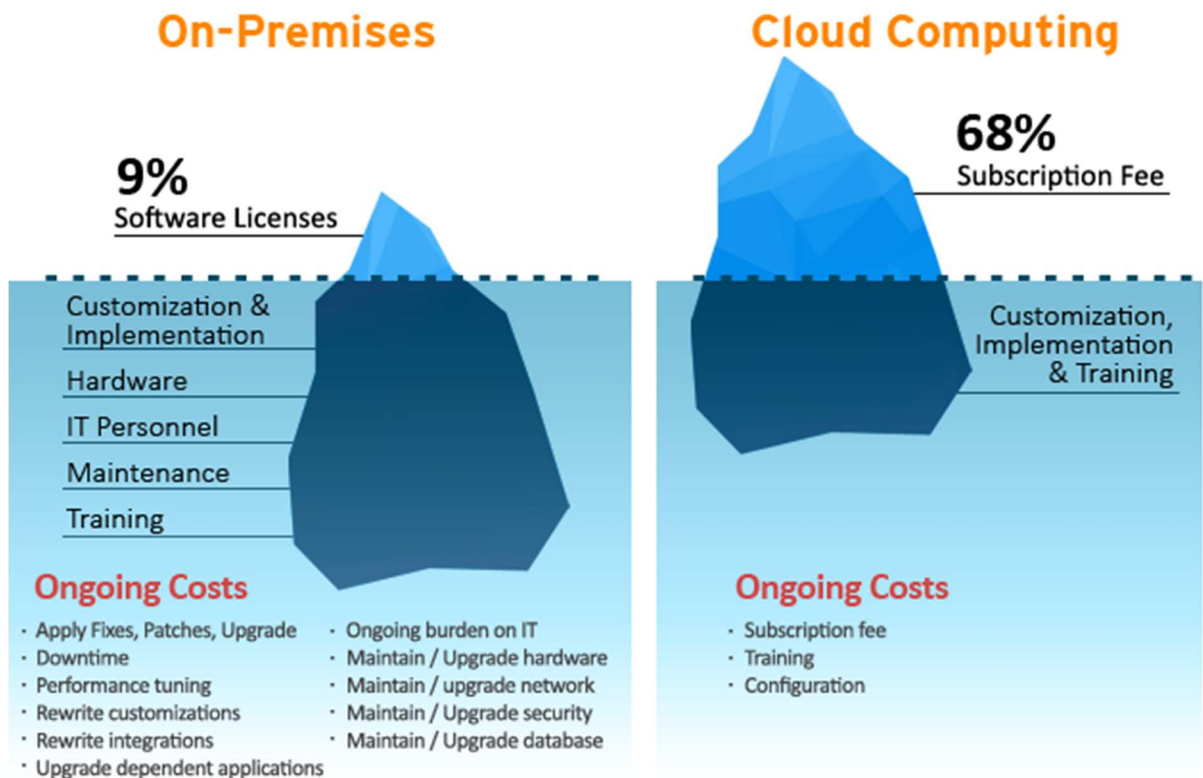 On-Premises
9%
Software Licenses
Customization &
Implementation
Hardware
IT Personnel
Maintenance
Training
Ongoing Costs
· Apply Fixes, Patches, Upgrade
· Downtime
· Performance tuning
· Rewrite customizations
· Rewrite integrations
· Upgrade dependent applications
· Ongoing burden on IT
· Maintain / Upgrade hardware
· Maintain / upgrade network
· Maintain / Upgrade security
· Maintain / Upgrade database
Cloud Computing
68%
Subscription Fee
Customization,
Implementation
& Training
Ongoing Costs
· Subscription fee
· Training
· Configuration